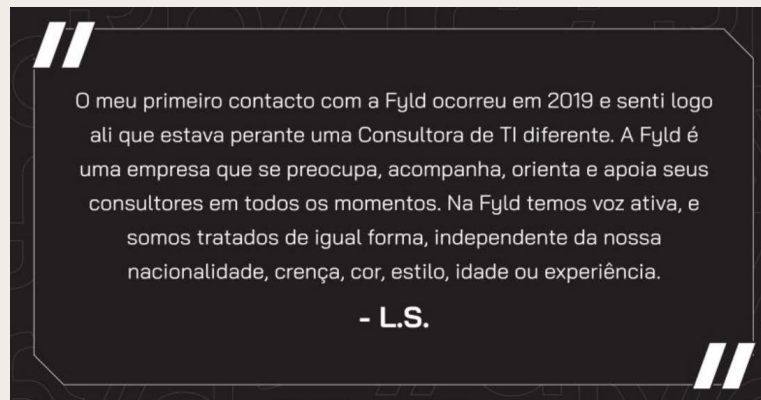 O meu primeiro contacto com a Fyld ocorreu em 2019 e senti logo
ali que estava perante uma Consultora de TI diferente. A Fyld é
uma empresa que se preocupa, acompanha, orienta e apoia seus
consultores em todos os momentos. Na Fyld temos voz ativa, e
somos tratados de igual forma, independente da nossa
nacionalidade, crença, cor, estilo, idade ou experiência.
- L.S.